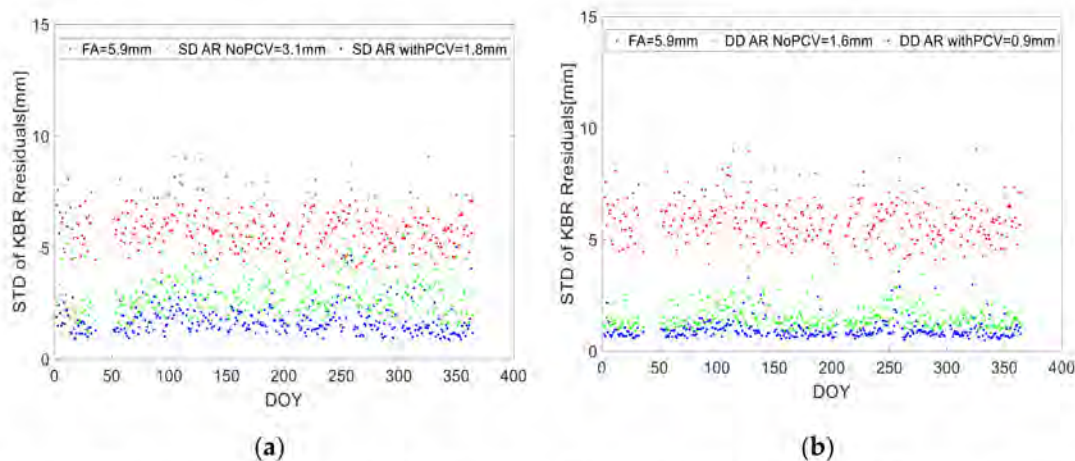 15
FA=5.9mm SD AR NoPCV=3.1mm SD AR withPCV=1.8mm
10
5
0
STD of KBR Rresiduals[mm]
0 50 100 150 200 250 300 350 400
DOY
(a)
15
FA=5.9mm DD AR NoPCV=1.6mm DD AR withPCV=0.9mm
10
5
0
STD of KBR Rresiduals[mm]
0 50 100 150 200 250 300 350 400
DOY
(b)